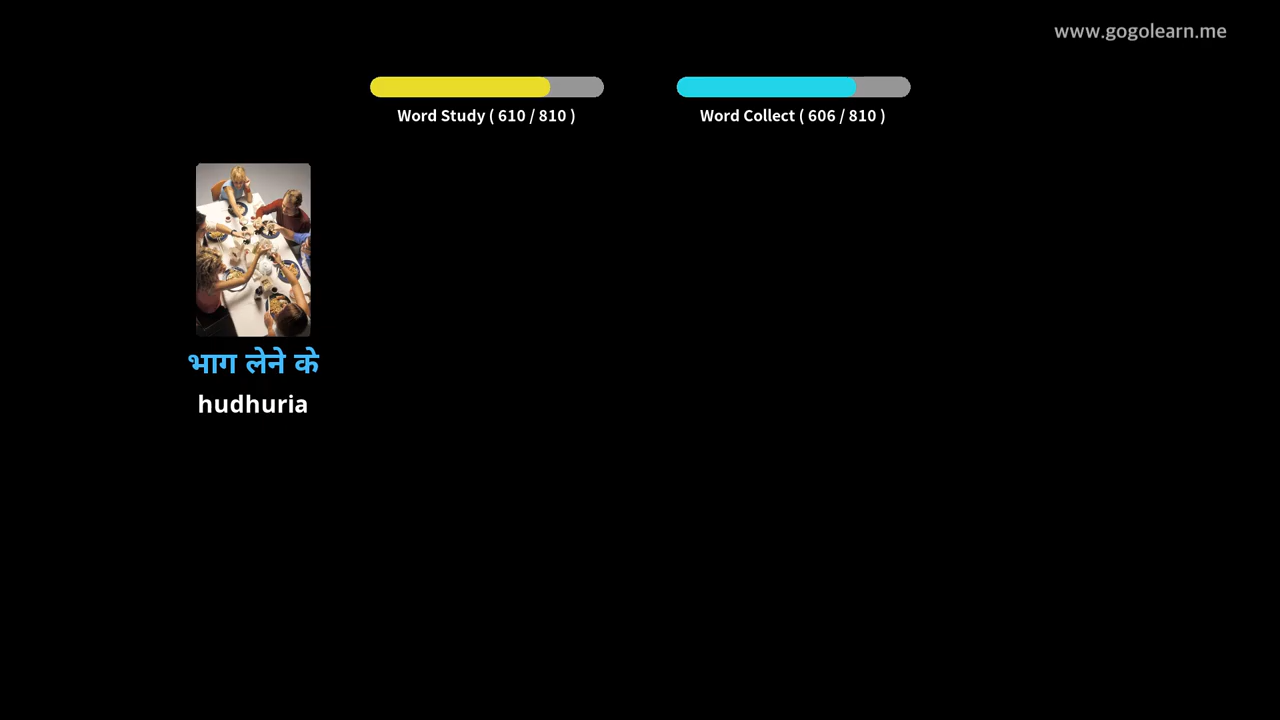 www.gogolearn.me
Word Study ( 610 / 810 )
Word Collect ( 606 / 810 )
भाग लेने के
hudhuria